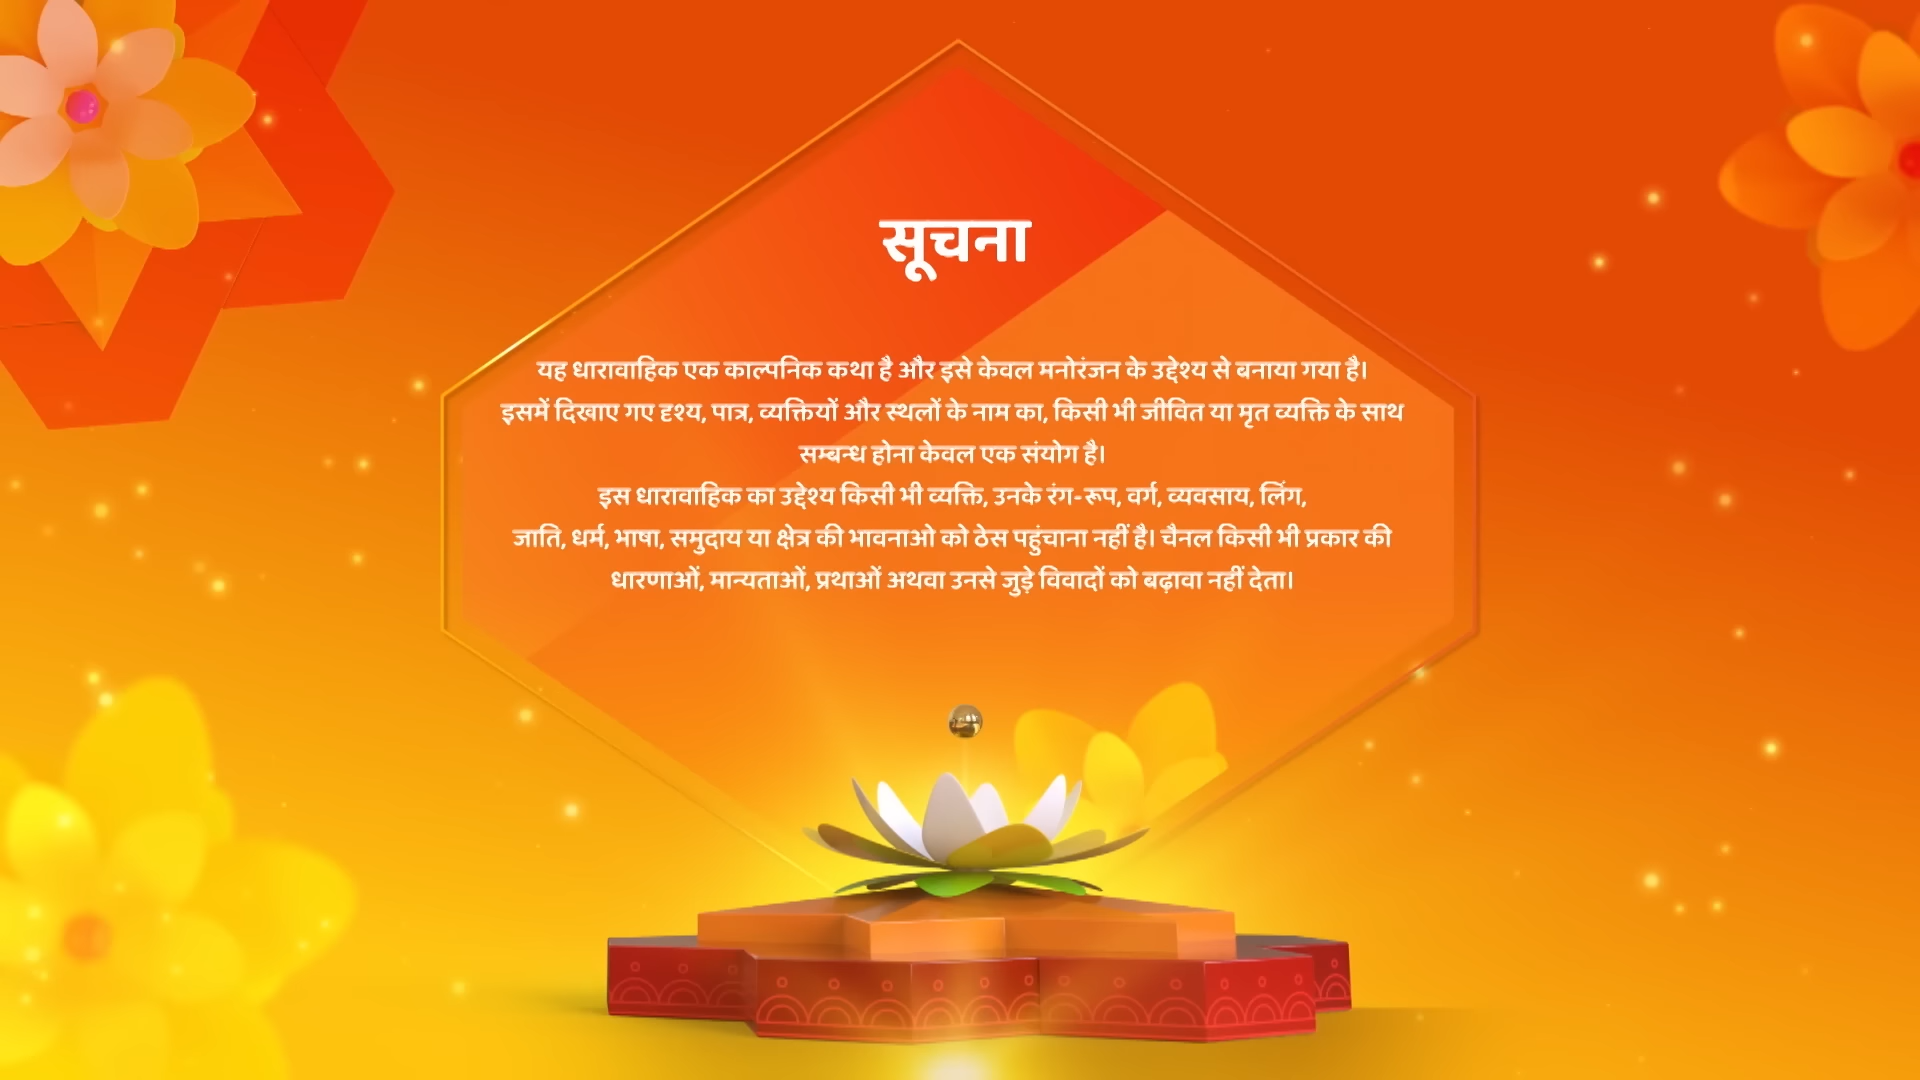 सूचना
यह धारावाहिक एक काल्पनिक कथा है और इसे केवल मनोरंजन के उद्देश्य से बनाया गया है।
इसमें दिखाए गए दृश्य, पात्र, व्यक्तियों और स्थलों के नाम का, किसी भी जीवित या मृत व्यक्ति के साथ
सम्बन्ध होना केवल एक संयोग है।
इस धारावाहिक का उद्देश्य किसी भी व्यक्ति, उनके रंग-रूप, वर्ग, व्यवसाय, लिंग,
जाति, धर्म, भाषा, समुदाय या क्षेत्र की भावनाओ को ठेस पहुंचाना नहीं है। चैनल किसी भी प्रकार की
धारणाओं, मान्यताओं, प्रथाओं अथवा उनसे जुड़े विवादों को बढ़ावा नहीं देता।